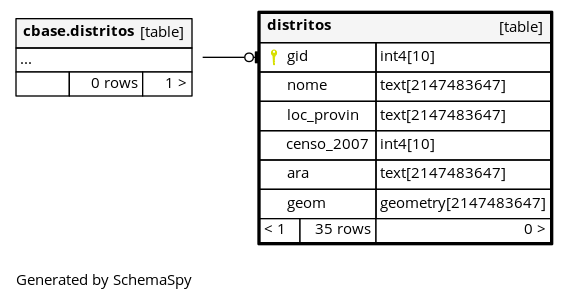 cbase.distritos [table]
...
0 rows 1 >
distritos [table]
gid int4[10]
nome text[2147483647]
loc_provin text[2147483647]
censo_2007 int4[10]
ara text[2147483647]
geom geometry[2147483647]
< 1 35 rows 0 >
Generated by SchemaSpy